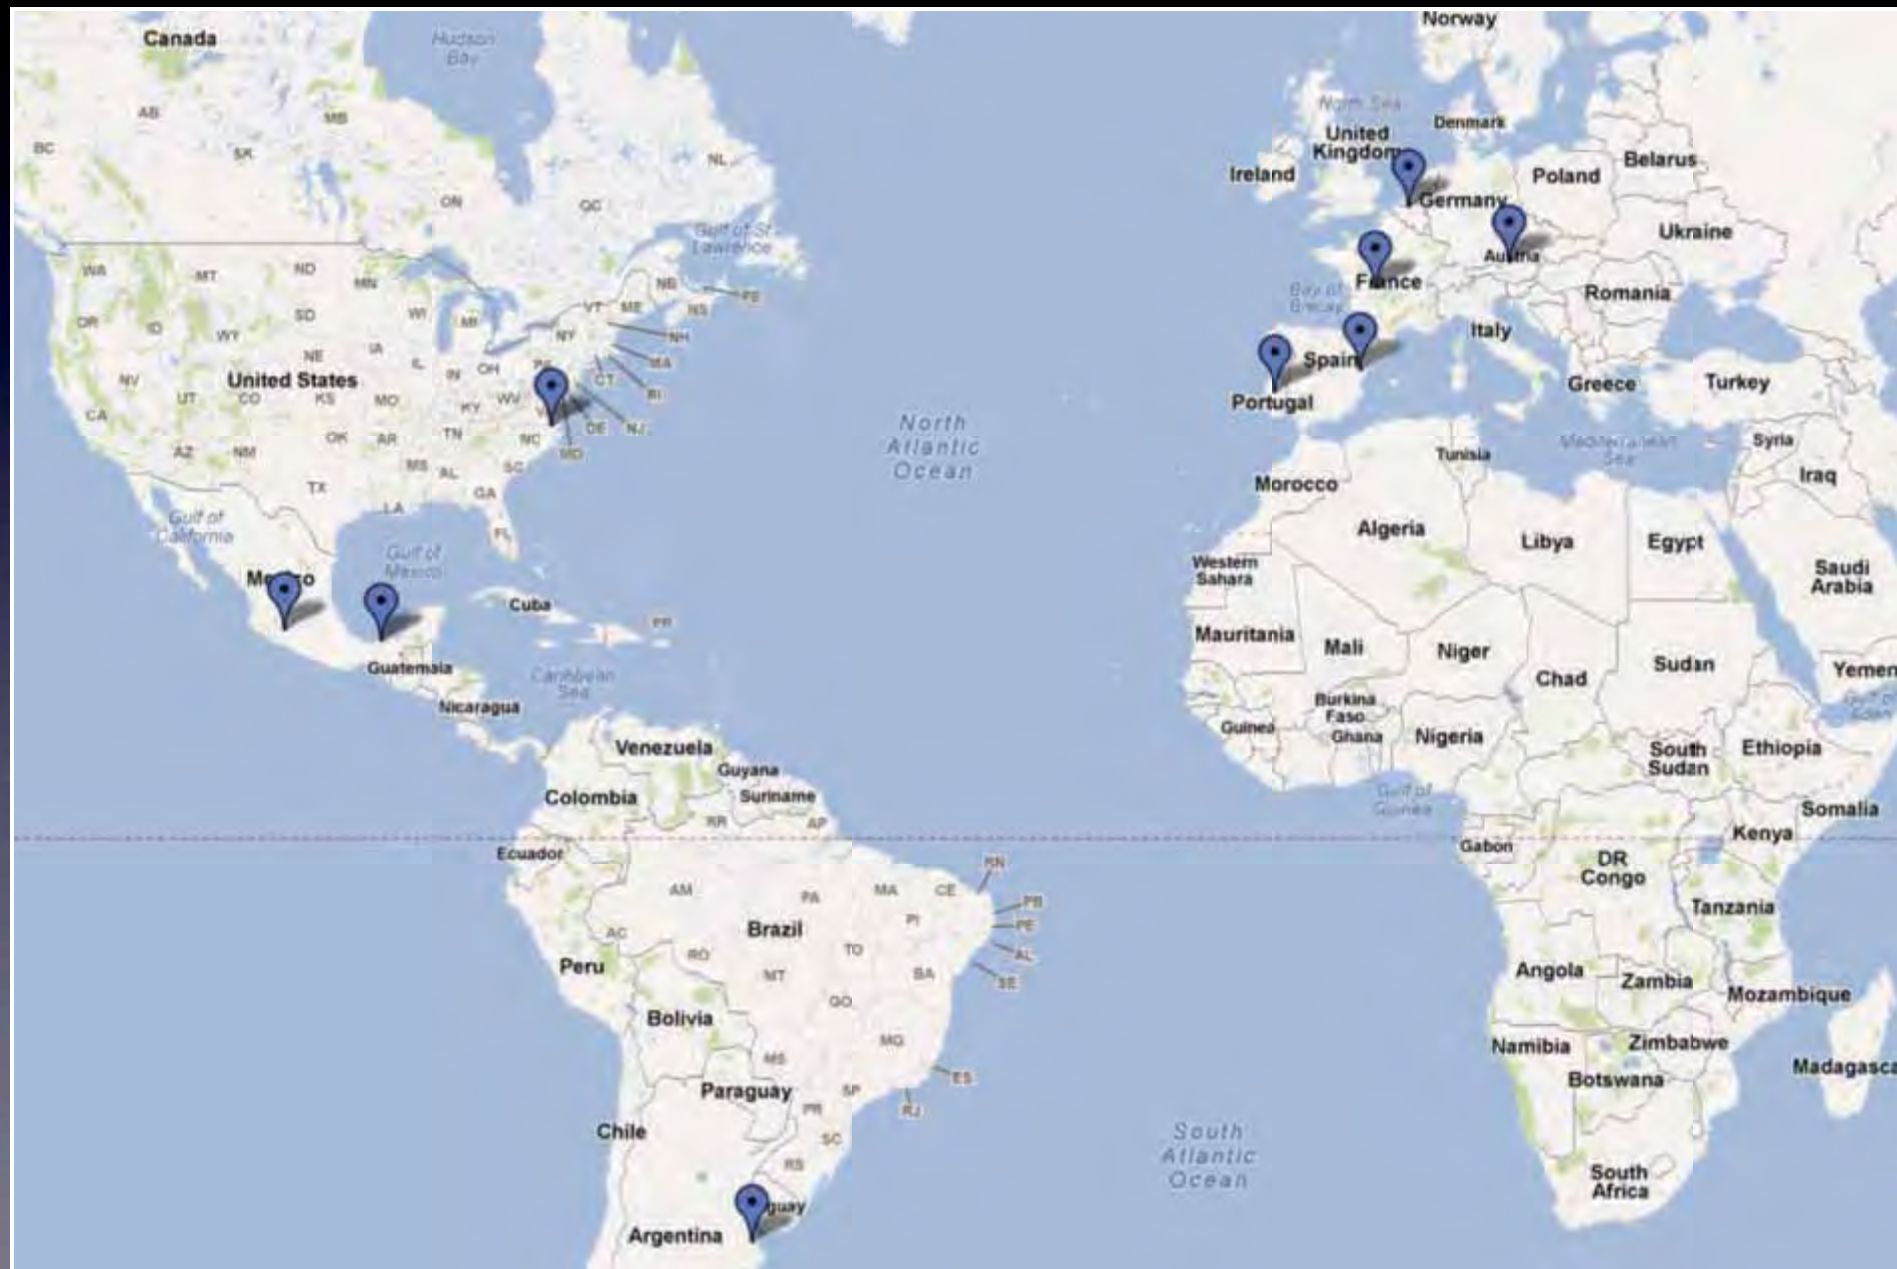 Canada
Hudson
Bay
AB
MB
BC
SK
NL
ON
QC
Gulf of St
Lawrence
WA
MT
ND
MN
NB
PE
OR
ID
SD
WI
MI
VT
ME
NS
WY
NY
NH
NE
IA
IL
IN
OH
MA
NV
United States
CT
UT
CO
KS
MO
KY
WV
RI
CA
DE
NJ
AZ
NM
OK
AR
TN
NC
MD
MS
AL
SC
TX
GA
LA
FL
Gulf of
California
Gulf of
Mexico
Cuba
PR
Guatemala
Caribbean
Sea
Nicaragua
Venezuela
Guyana
Colombia
Suriname
RR
AP
Ecuador
RN
AM
PA
MA
CE
PB
PI
PE
Brazil
AC
TO
AL
RO
Peru
MT
BA
SE
GO
Bolivia
MG
MS
ES
Paraguay
SP
PR
RJ
Chile
SC
RS
guay
Argentina
North
Atlantic
Ocean
South
Atlantic
Ocean
Norway
North Sea
Denmark
United
Kingdom
Ireland
Belarus
Poland
Germany
Ukraine
Austria
France
Bay of
Biscay
Romania
Italy
Spain
Portugal
Greece
Turkey
Mediterranean
Sea
Syria
Tunisia
Iraq
Morocco
Algeria
Libya
Egypt
Western
Sahara
Saudi
Arabia
Mauritania
Mali
Niger
Chad
Sudan
Yemen
Burkina
Faso
Guinea
Ghana
Nigeria
South
Sudan
Ethiopia
Gulf of
Guinea
Somalia
Kenya
Gabon
DR
Congo
Tanzania
Angola
Zambia
Mozambique
Namibia
Zimbabwe
Madagasca
Botswana
South
Africa